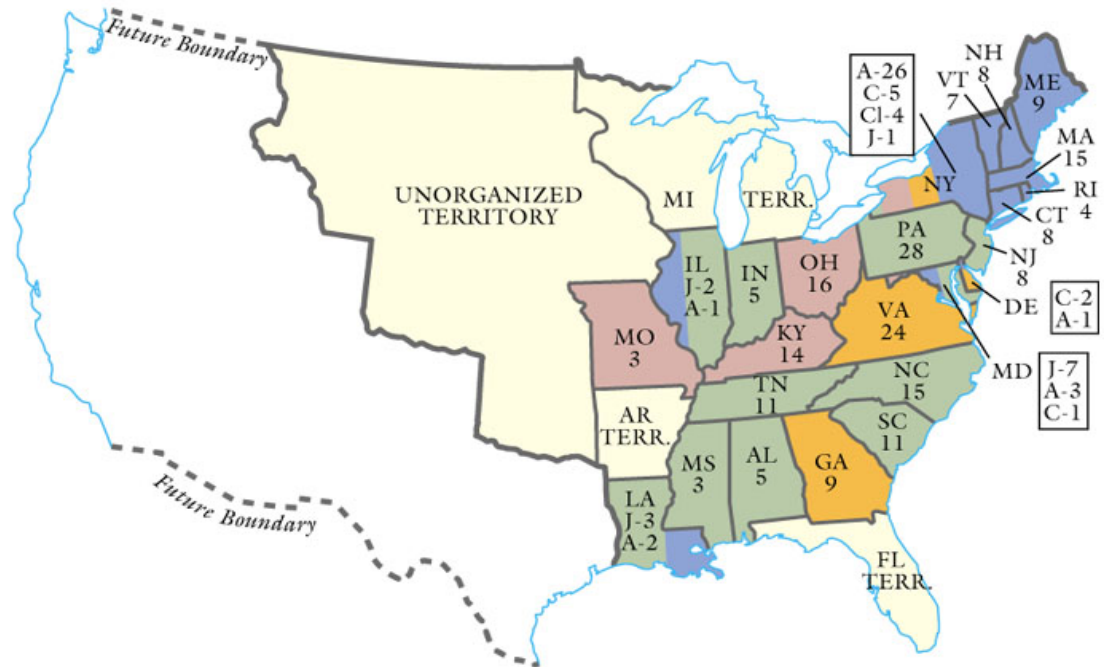 Future Boundary
A-26
C-5
Cl-4
J-1
NH
8
VT
7
ME
9
MA
15
RI
4
CT
8
NY
UNORGANIZED
TERRITORY
MI
TERR.
PA
28
NJ
8
IL
J-2
A-1
IN
5
OH
16
DE
C-2
A-1
MO
3
KY
14
VA
24
MD
J-7
A-3
C-1
NC
15
TN
11
AR
TERR.
SC
11
MS
3
AL
5
GA
9
LA
J-3
A-2
Future Boundary
FL
TERR.